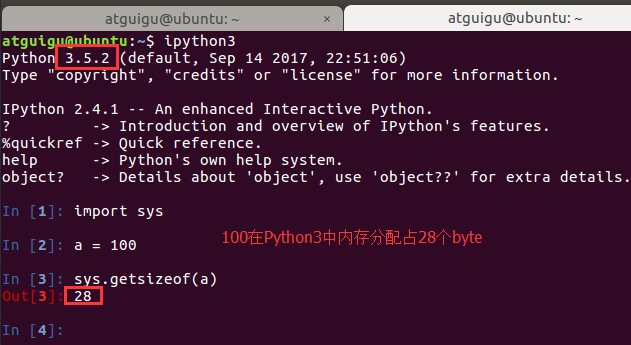 atguigu@ubuntu: ~ × atguigu@ubuntu: ~
atguigu@ubuntu:~$ ipython3
Python 3.5.2 (default, Sep 14 2017, 22:51:06)
Type "copyright", "credits" or "license" for more information.
IPython 2.4.1 -- An enhanced Interactive Python.
?         -> Introduction and overview of IPython's features.
%quickref -> Quick reference.
help      -> Python's own help system.
object?   -> Details about 'object', use 'object??' for extra details.
In [1]: import sys
In [2]: a = 100
100在Python3中内存分配占28个byte
In [3]: sys.getsizeof(a)
Out[3]: 28
In [4]: